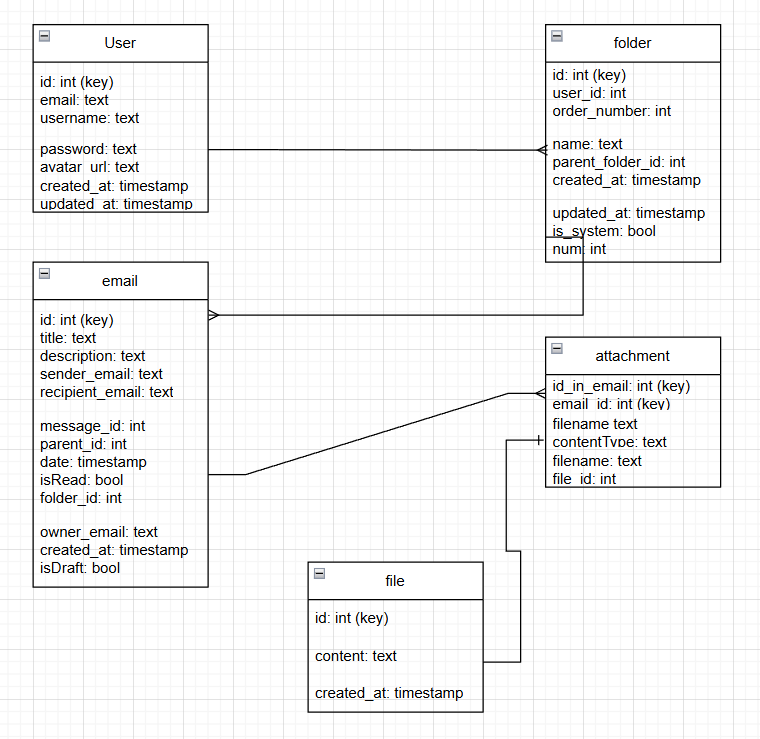 User
id: int (key)
email: text
username: text
password: text
avatar_url: text
created_at: timestamp
updated_at: timestamp
folder
id: int (key)
user_id: int
order_number: int
name: text
parent_folder_id: int
created_at: timestamp
updated_at: timestamp
is_system: bool
num: int
email
id: int (key)
title: text
description: text
sender_email: text
recipient_email: text
message_id: int
parent_id: int
date: timestamp
isRead: bool
folder_id: int
owner_email: text
created_at: timestamp
isDraft: bool
attachment
id_in_email: int (key)
email_id: int (key)
filename text
contentType: text
filename: text
file_id: int
file
id: int (key)
content: text
created_at: timestamp